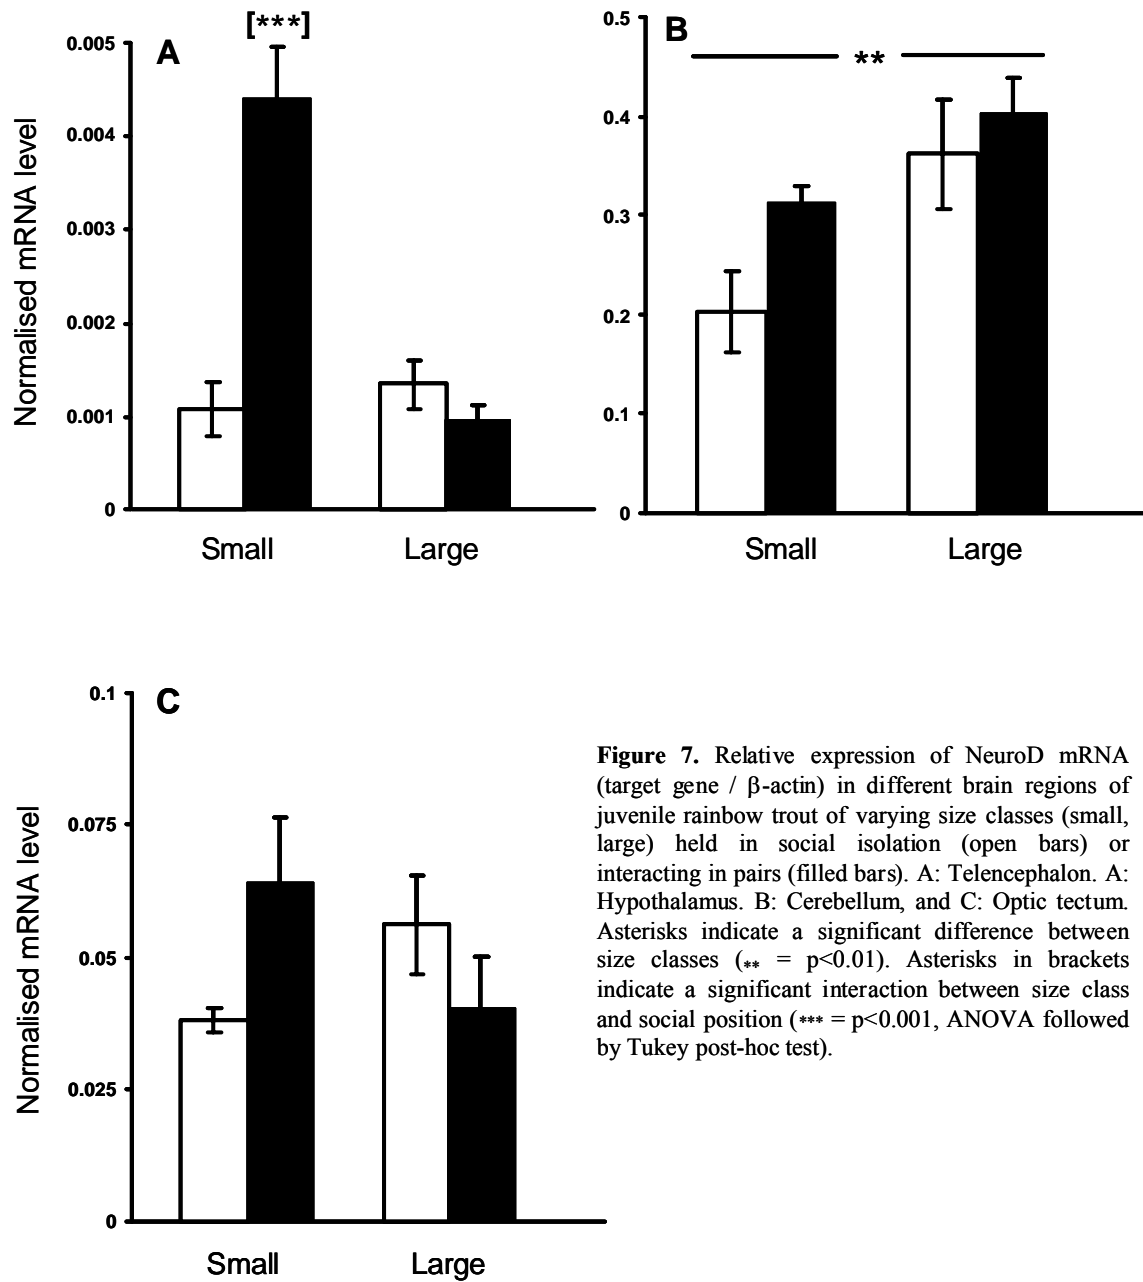 [***]
A
Normalised mRNA level
0.005
0.004
0.003
0.002
0.001
0
Small Large
B
**
0.5
0.4
0.3
0.2
0.1
0
Small Large
C
Normalised mRNA level
0.1
0.075
0.05
0.025
0
Small Large
Figure 7. Relative expression of NeuroD mRNA
(target gene / β-actin) in different brain regions of
juvenile rainbow trout of varying size classes (small,
large) held in social isolation (open bars) or
interacting in pairs (filled bars). A: Telencephalon. A:
Hypothalamus. B: Cerebellum, and C: Optic tectum.
Asterisks indicate a significant difference between
size classes (** = p<0.01). Asterisks in brackets
indicate a significant interaction between size class
and social position (*** = p<0.001, ANOVA followed
by Tukey post-hoc test).